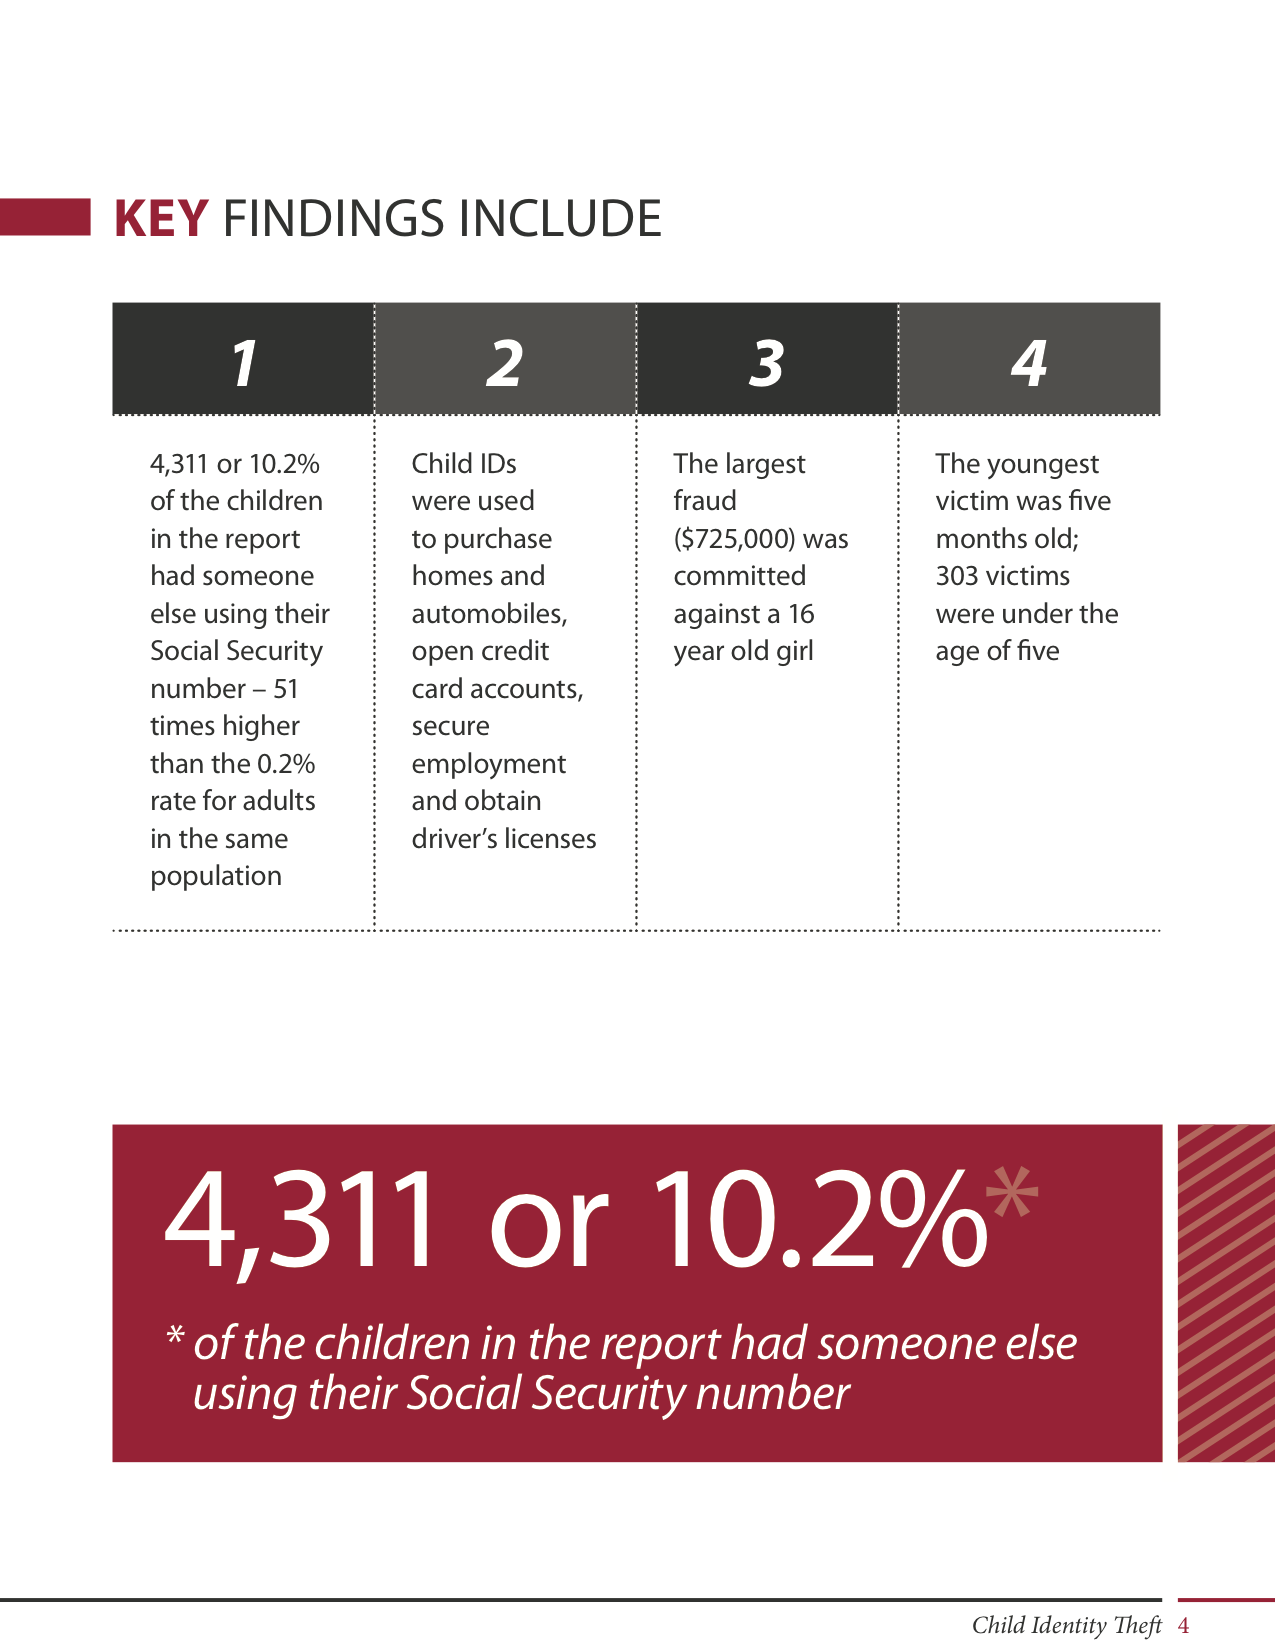 KEY FINDINGS INCLUDE
1
4,311 or 10.2%
of the children
in the report
had someone
else using their
Social Security
number – 51
times higher
than the 0.2%
rate for adults
in the same
population
2
Child IDs
were used
to purchase
homes and
automobiles,
open credit
card accounts,
secure
employment
and obtain
driver’s licenses
3
The largest
fraud
($725,000) was
committed
against a 16
year old girl
4
The youngest
victim was five
months old;
303 victims
were under the
age of five
4,311 or 10.2%*
* of the children in the report had someone else
using their Social Security number
Child Identity Theft 4